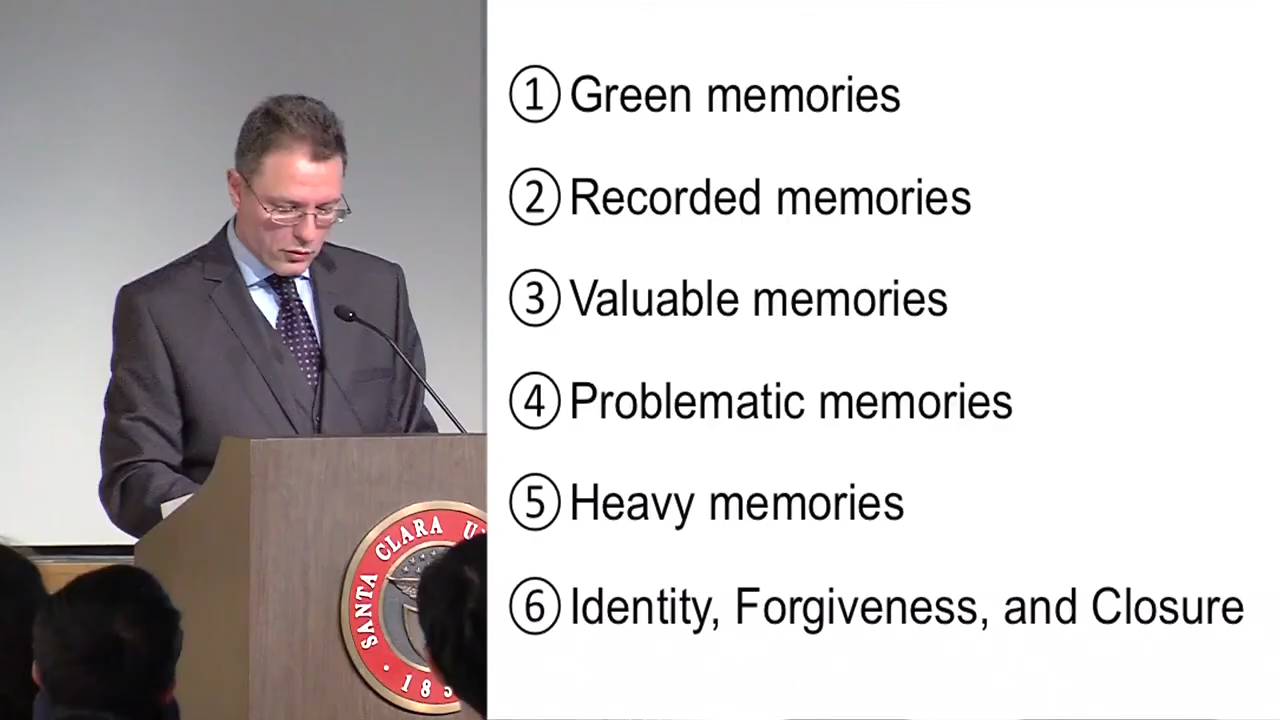 ① Green memories
② Recorded memories
③ Valuable memories
④ Problematic memories
⑤ Heavy memories
⑥ Identity, Forgiveness, and Closure
SANTA CLARA